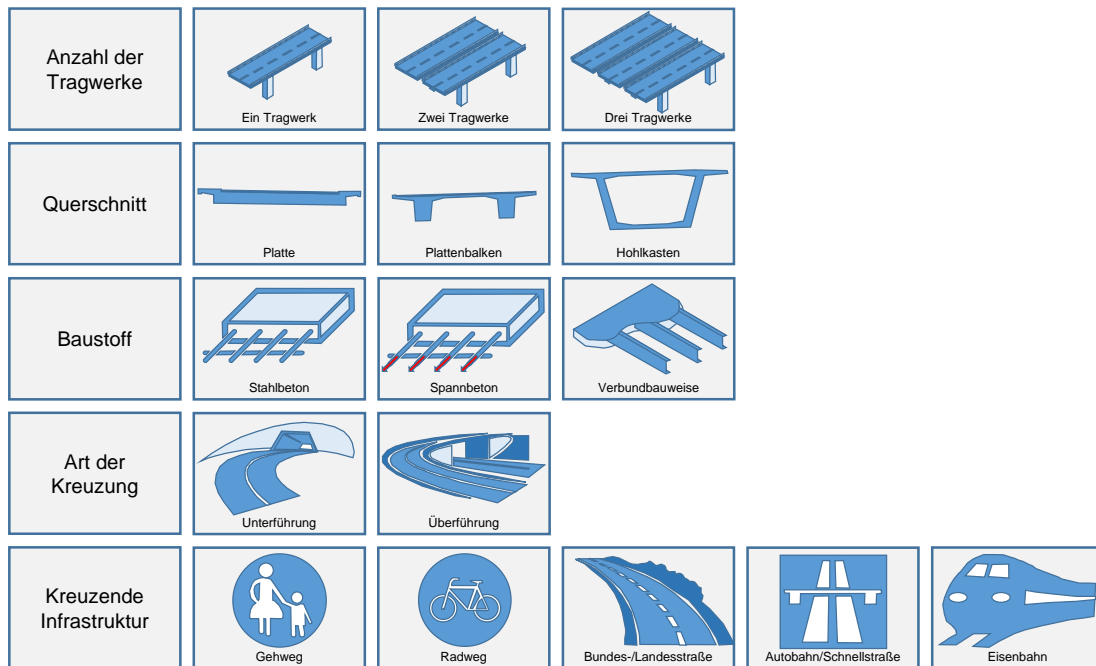 Anzahl der
Tragwerke
Ein Tragwerk
Zwei Tragwerke
Drei Tragwerke
Querschnitt
Platte
Plattenbalken
Hohlkasten
Baustoff
Stahlbeton
Spannbeton
Verbundbauweise
Art der
Kreuzung
Unterführung
Überführung
Kreuzende
Infrastruktur
Gehweg
Radweg
Bundes-/Landesstraße
Autobahn/Schnellstraße
Eisenbahn